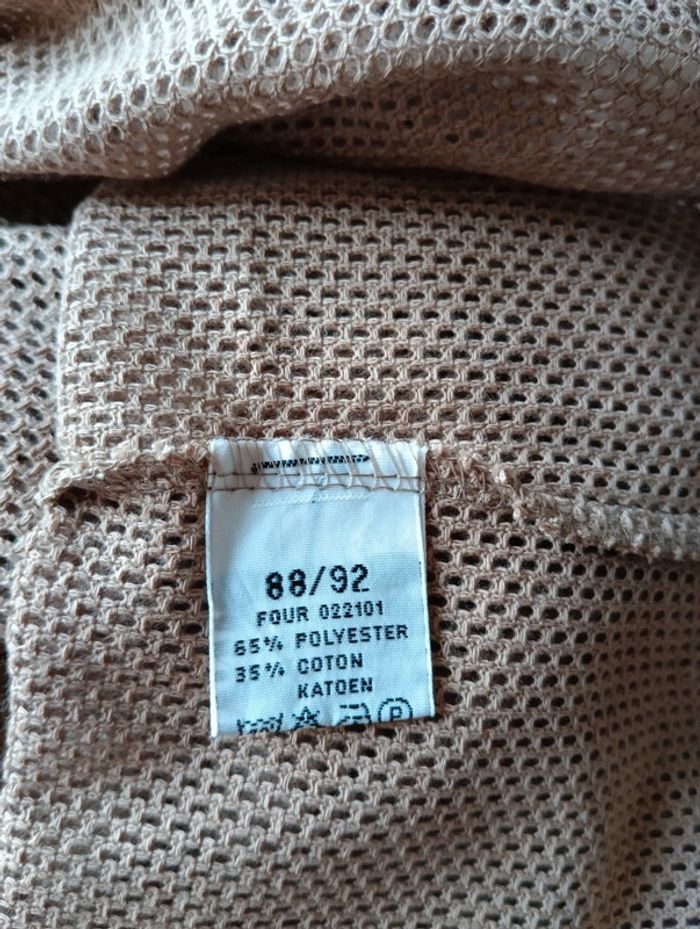 88/92
FOUR 022101
65% POLYESTER
35% COTON
KATOEN
P